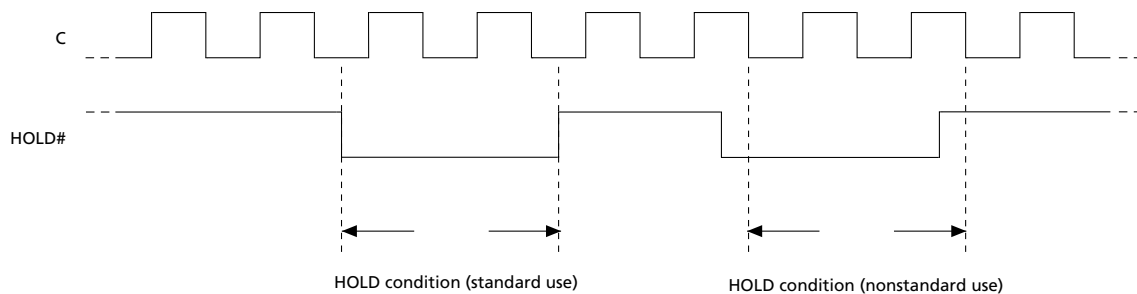 C
HOLD#
HOLD condition (standard use)
HOLD condition (nonstandard use)